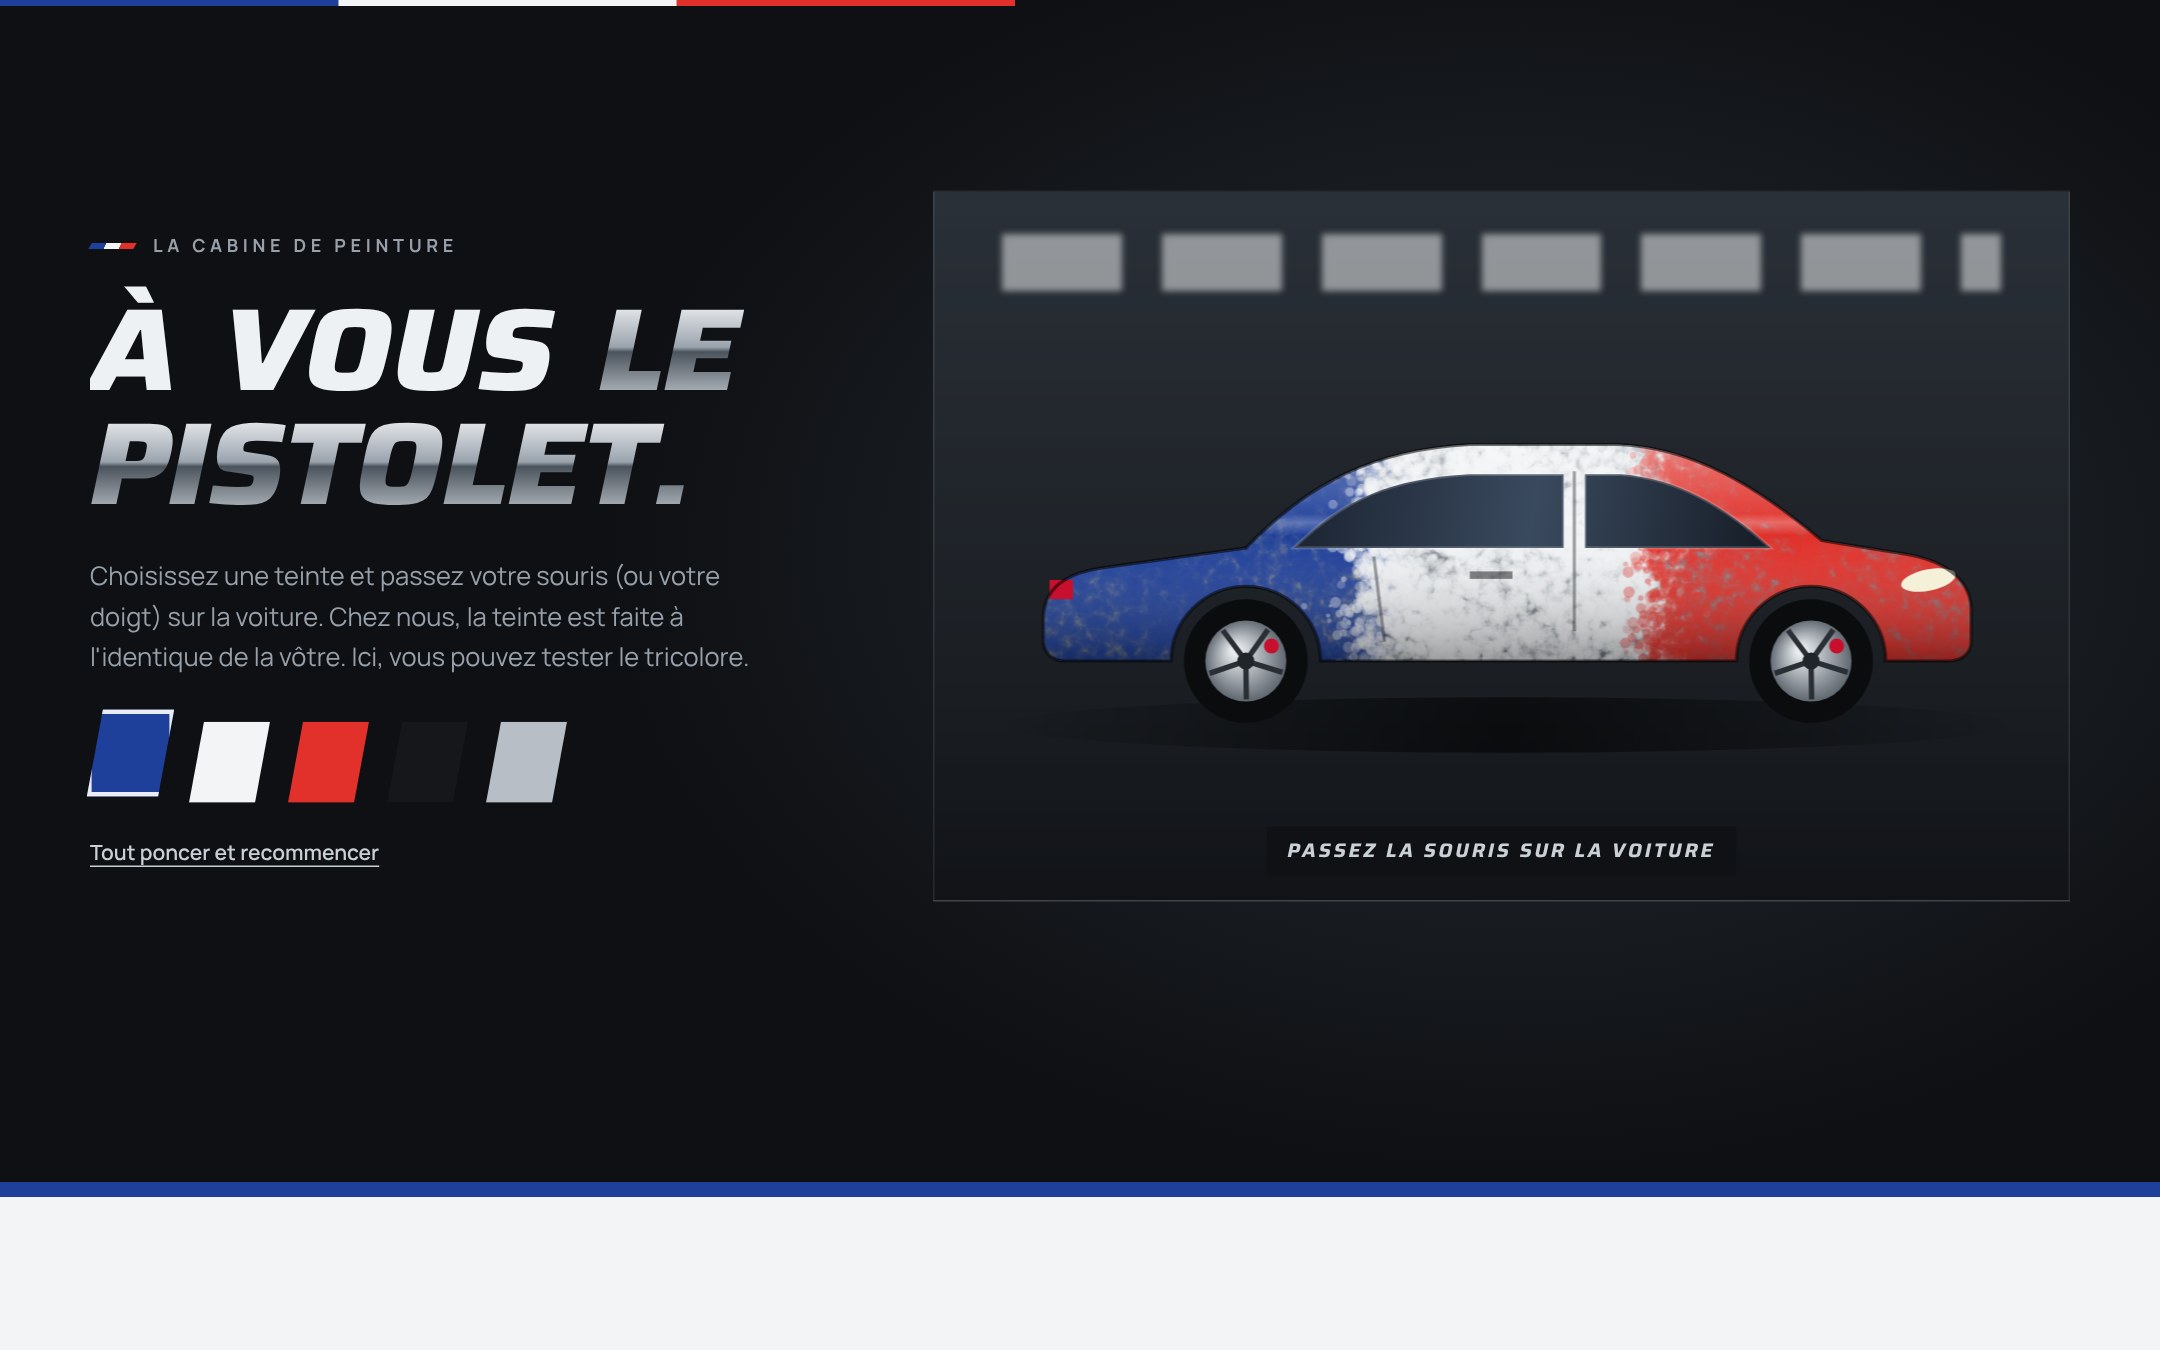 LA CABINE DE PEINTURE
À VOUS LE
PISTOLET.
Choisissez une teinte et passez votre souris (ou votre
doigt) sur la voiture. Chez nous, la teinte est faite à
l'identique de la vôtre. Ici, vous pouvez tester le tricolore.
Tout poncer et recommencer
PASSEZ LA SOURIS SUR LA VOITURE